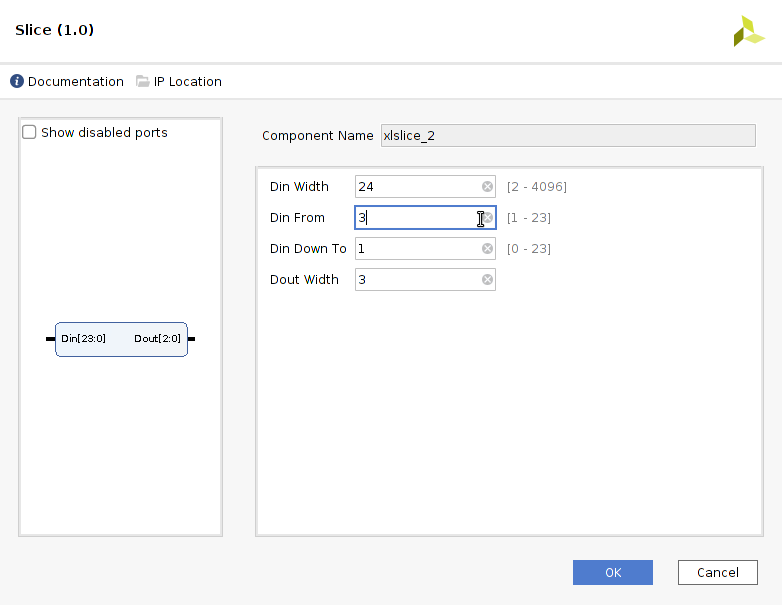 Slice (1.0)
Documentation IP Location
Show disabled ports
Component Name xlslice_2
Din Width 24 [2 - 4096]
Din From 3 [1 - 23]
Din Down To 1 [0 - 23]
Dout Width 3
Din[23:0] Dout[2:0]
OK Cancel